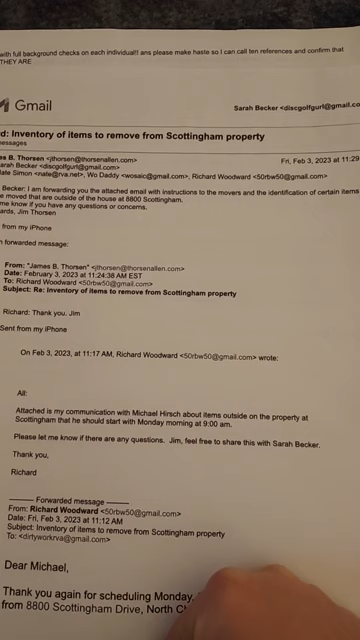 with full background checks on each individual!! ans please make haste so I can call ten references and confirm that
THEY ARE
Gmail
Sarah Becker <discgolfgurl@gmail.co
d: Inventory of items to remove from Scottingham property
messages
es B. Thorsen <jthorsen@thorsenallen.com>
Fri, Feb 3, 2023 at 11:29
arah Becker <discgolfgurl@gmail.com>
Nate Simon <nate@rva.net>, Wo Daddy <wosaic@gmail.com>, Richard Woodward <50rbw50@gmail.com>
Becker: I am forwarding you the attached email with instructions to the movers and the identification of certain items
e moved that are outside of the house at 8800 Scottingham.
me know if you have any questions or concerns.
ards, Jim Thorsen
from my iPhone
n forwarded message:
From: "James B. Thorsen" <jthorsen@thorsenallen.com>
Date: February 3, 2023 at 11:24:38 AM EST
To: Richard Woodward <50rbw50@gmail.com>
Subject: Re: Inventory of items to remove from Scottingham property
Richard: Thank you. Jim
Sent from my iPhone
On Feb 3, 2023, at 11:17 AM, Richard Woodward <50rbw50@gmail.com> wrote:
All:
Attached is my communication with Michael Hirsch about items outside on the property at
Scottingham that he should start with Monday morning at 9:00 am.
Please let me know if there are any questions. Jim, feel free to share this with Sarah Becker.
Thank you,
Richard
——— Forwarded message ———
From: Richard Woodward <50rbw50@gmail.com>
Date: Fri, Feb 3, 2023 at 11:12 AM
Subject: Inventory of items to remove from Scottingham property
To: <dirtyworkrva@gmail.com>
Dear Michael,
Thank you again for scheduling Monday,
from 8800 Scottingham Drive, North